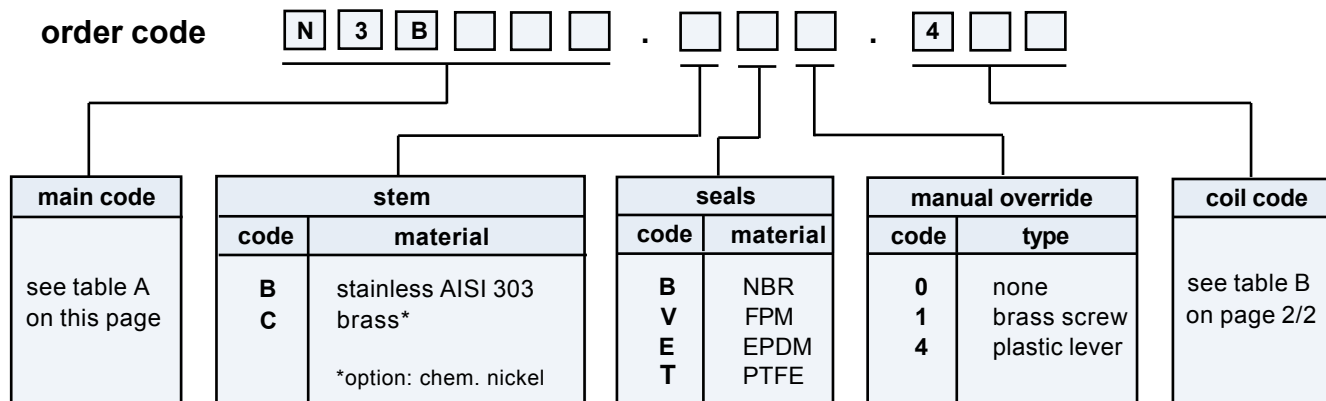 order code N 3 B . . 4
main code stem seals manual override coil code
code material code material code type
see table A
on this page
B stainless AISI 303
C brass*
*option: chem. nickel
B NBR
V FPM
E EPDM
T PTFE
0 none
1 brass screw
4 plastic lever
see table B
on page 2/2